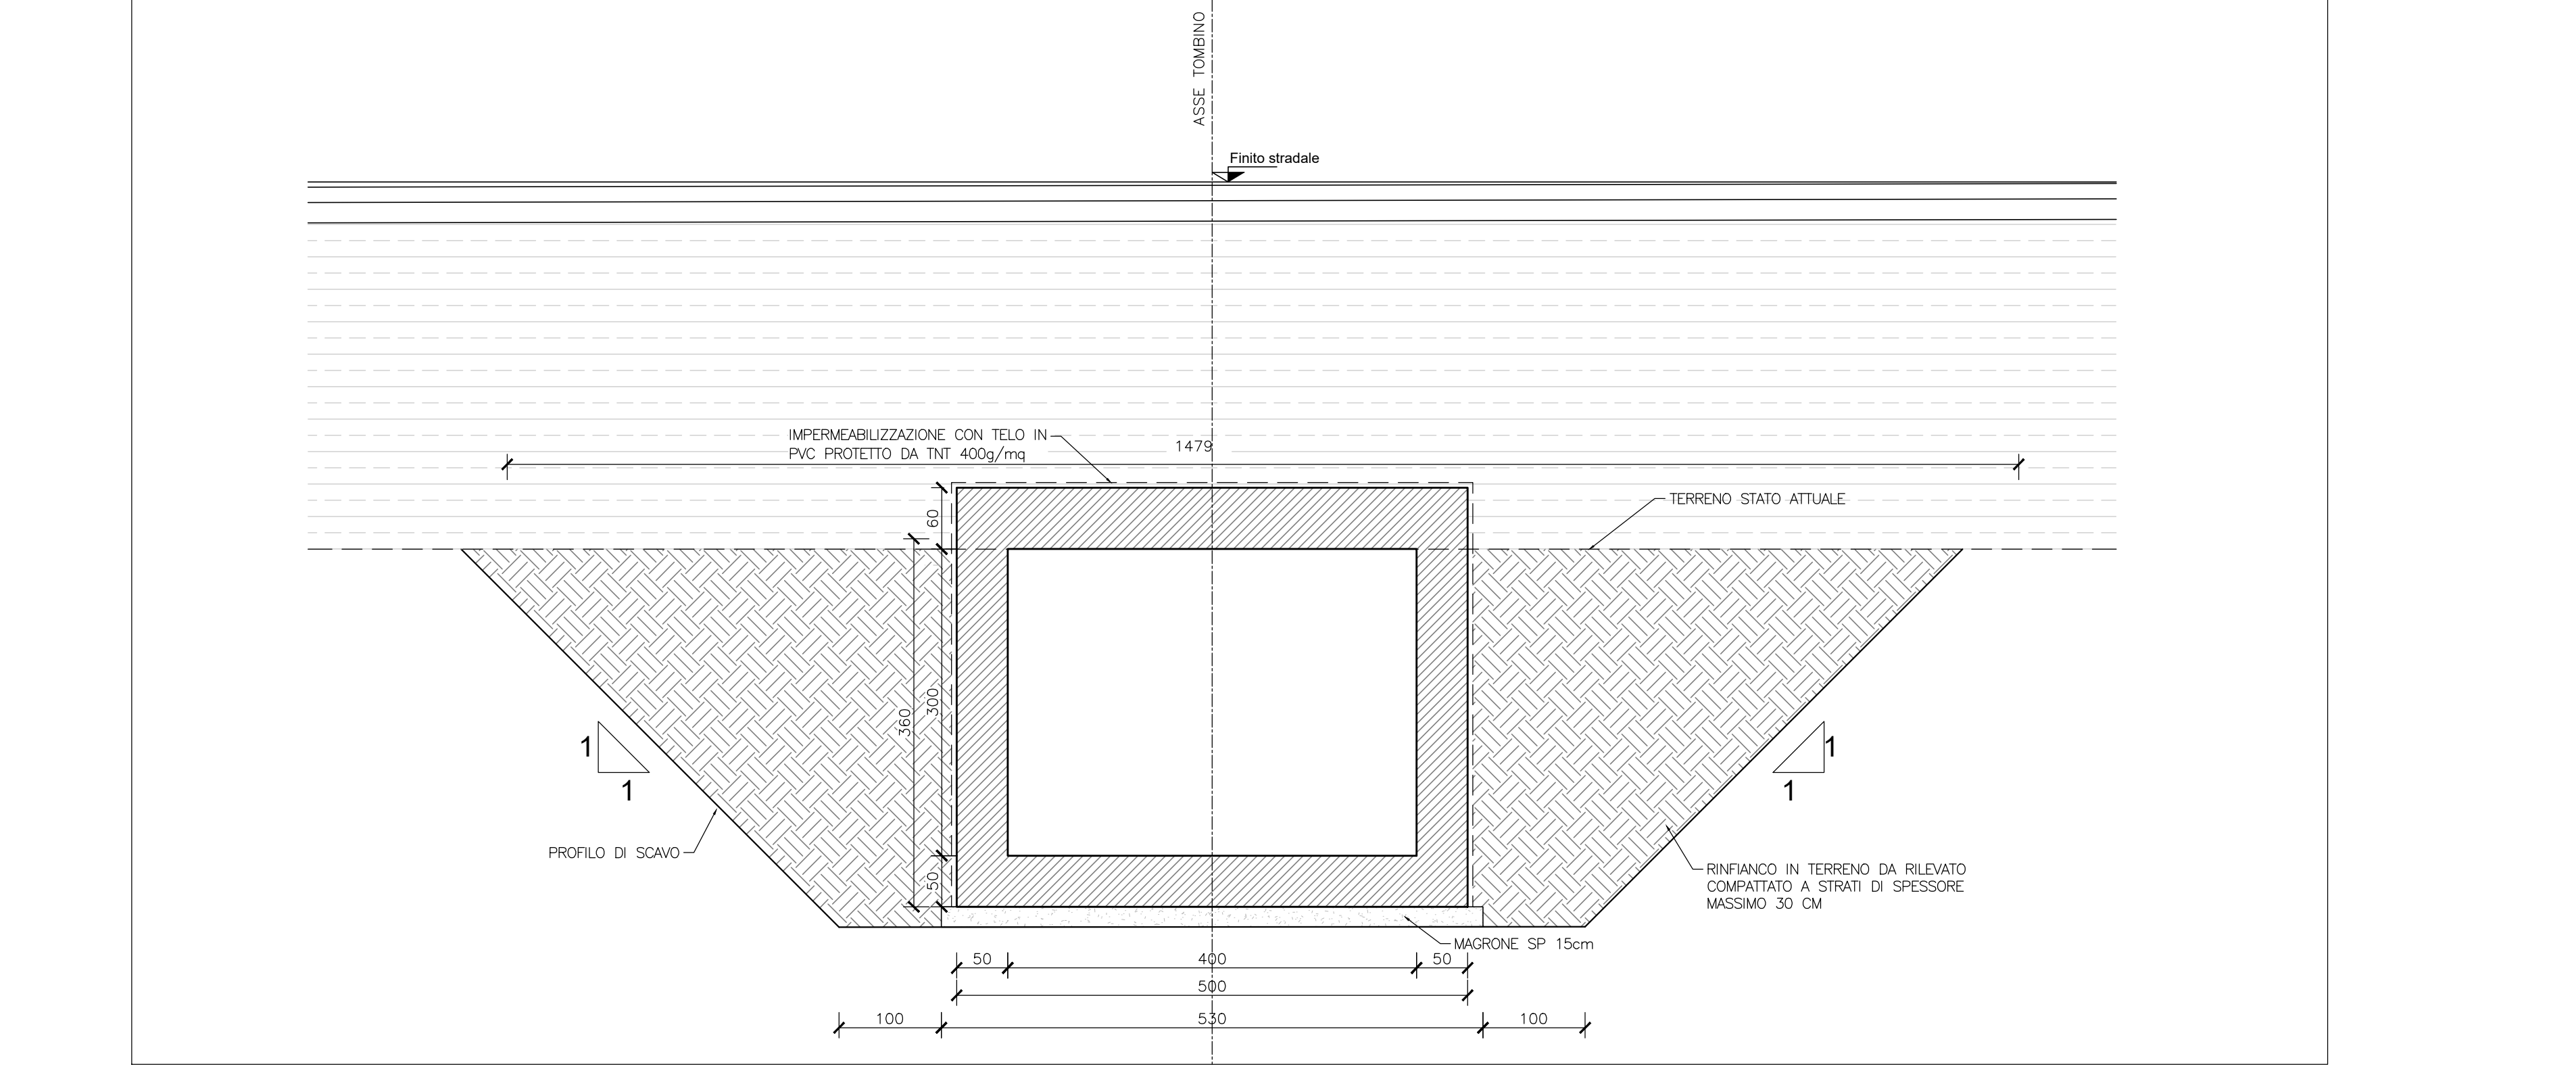 ASSE TOMBINO
Finito stradale
IMPERMEABILIZZAZIONE CON TELO IN
PVC PROTETTO DA TNT 400g/mq
1479
TERRENO STATO ATTUALE
60
300
360
50
1
1
1
1
PROFILO DI SCAVO
RINFIANCO IN TERRENO DA RILEVATO
COMPATTATO A STRATI DI SPESSORE
MASSIMO 30 CM
MAGRONE SP 15cm
50 400 50
500
100 530 100